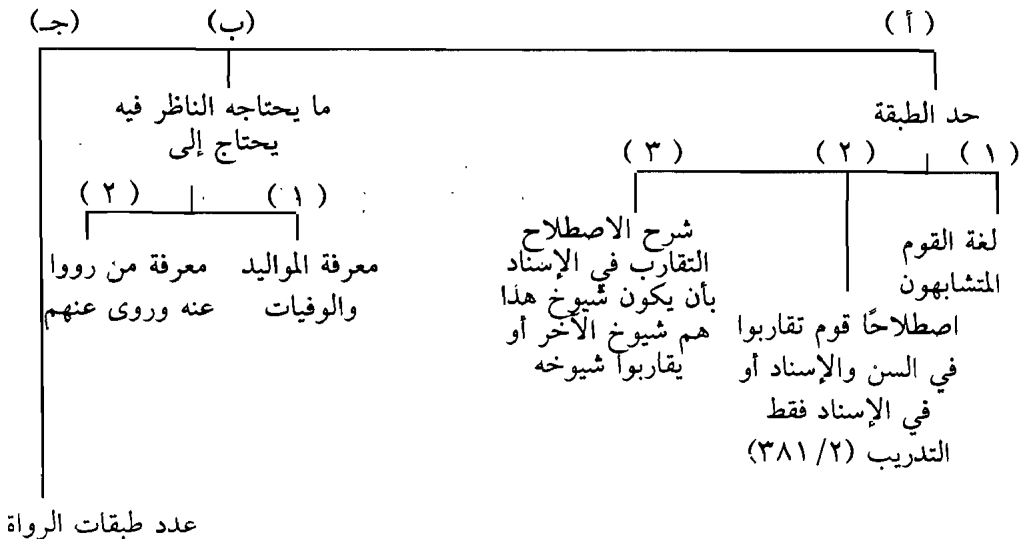 ( أ )
(ب)
(جـ)
حد الطبقة
ما يحتاجه الناظر فيه
يحتاج إلى
( ١ )
( ٢ )
( ٣ )
لغة القوم
المتشابهون
اصطلاحًا قوم تقاربوا
في السن والإسناد أو
في الإسناد فقط
التدريب (٣٨١/٢)
شرح الاصطلاح
التقارب في الإسناد
بأن يكون شيوخ هذا
هم شيوخ الآخر أو
يقاربوا شيوخه
( ١ )
( ٢ )
معرفة المواليد
والوفيات
معرفة من رووا
عنه وروى عنهم
عدد طبقات الرواة